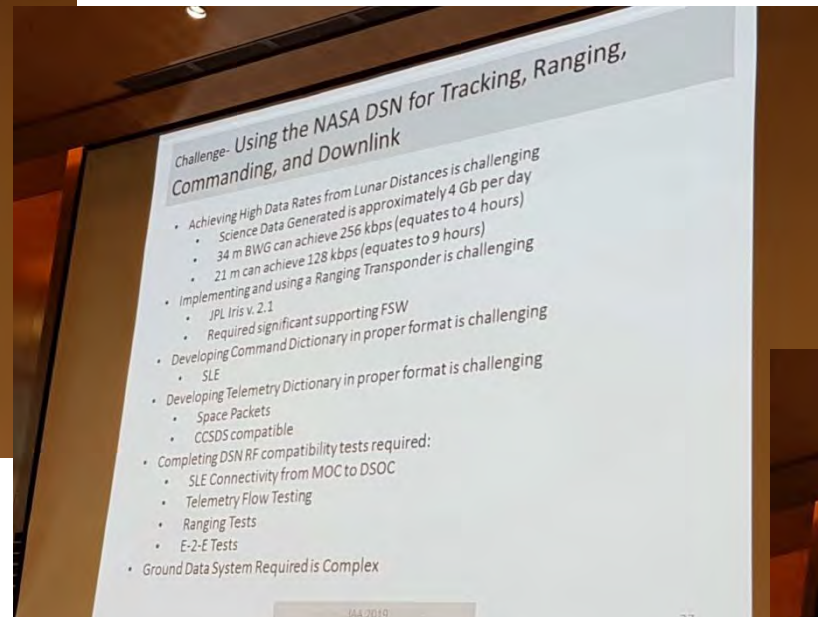 Challenge- Using the NASA DSN for Tracking, Ranging,
Commanding, and Downlink
• Achieving High Data Rates from Lunar Distances is challenging
• Science Data Generated is approximately 4 Gb per day
• 34 m BWG can achieve 256 kbps (equates to 4 hours)
• 21 m can achieve 128 kbps (equates to 9 hours)
• Implementing and using a Ranging Transponder is challenging
• JPL Iris v. 2.1
• Required significant supporting FSW
• Developing Command Dictionary in proper format is challenging
• SLE
• Developing Telemetry Dictionary in proper format is challenging
• Space Packets
• CCSDS compatible
• Completing DSN RF compatibility tests required:
• SLE Connectivity from MOC to DSOC
• Telemetry Flow Testing
• Ranging Tests
• E-2-E Tests
• Ground Data System Required is Complex
IAA 2019